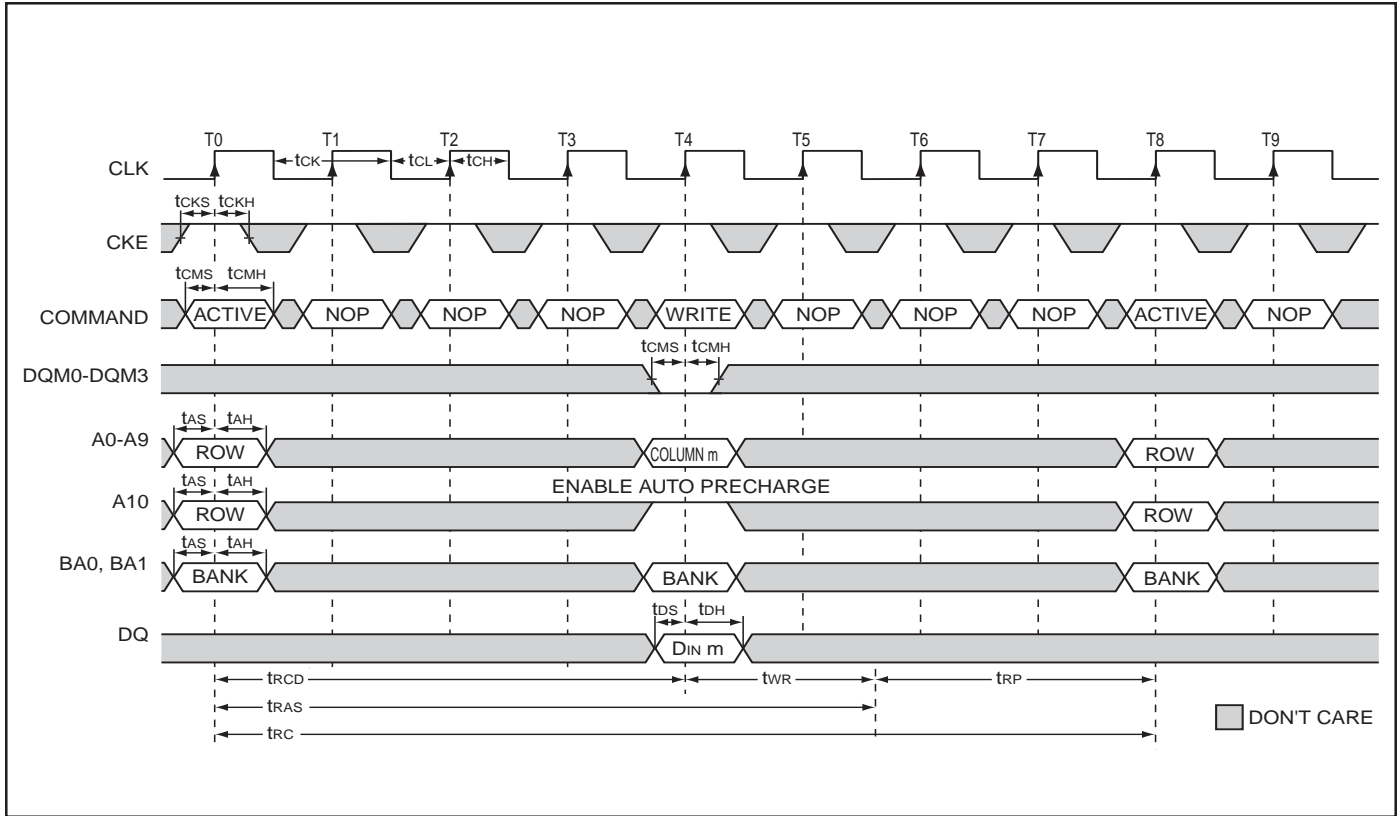 T0 T1 T2 T3 T4 T5 T6 T7 T8 T9
CLK tCK tCL tCH
tCKS tCKH
CKE
tCMS tCMH
COMMAND ACTIVE NOP NOP NOP WRITE NOP NOP NOP ACTIVE NOP
tCMS tCMH
DQM0-DQM3
tAS tAH
A0-A9 ROW COLUMN m ROW
tAS tAH ENABLE AUTO PRECHARGE
A10 ROW ROW
tAS tAH
BA0, BA1 BANK BANK BANK
tDS tDH
DQ DIN m
tRCD tWR tRP
tRAS
tRC
DON'T CARE